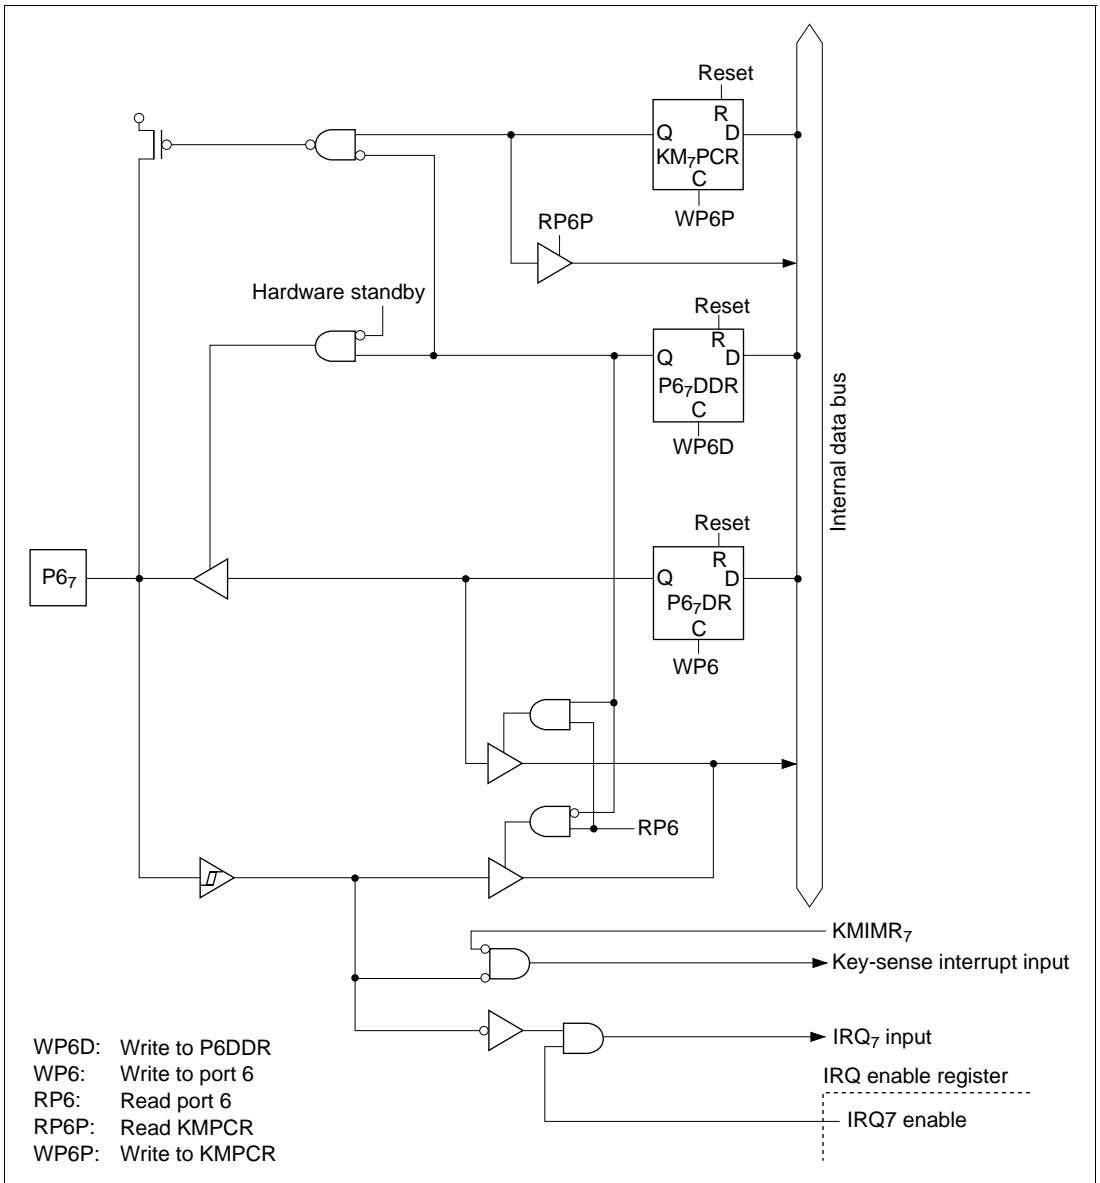 Reset
R
Q D
KM₇PCR
C
WP6P
RP6P
Hardware standby
Reset
R
Q D
P6₇DDR
C
WP6D
Internal data bus
Reset
R
Q D
P6₇DR
C
WP6
P6₇
RP6
KMIMR₇
Key-sense interrupt input
IRQ₇ input
IRQ enable register
IRQ7 enable
WP6D: Write to P6DDR
WP6: Write to port 6
RP6: Read port 6
RP6P: Read KMPCR
WP6P: Write to KMPCR